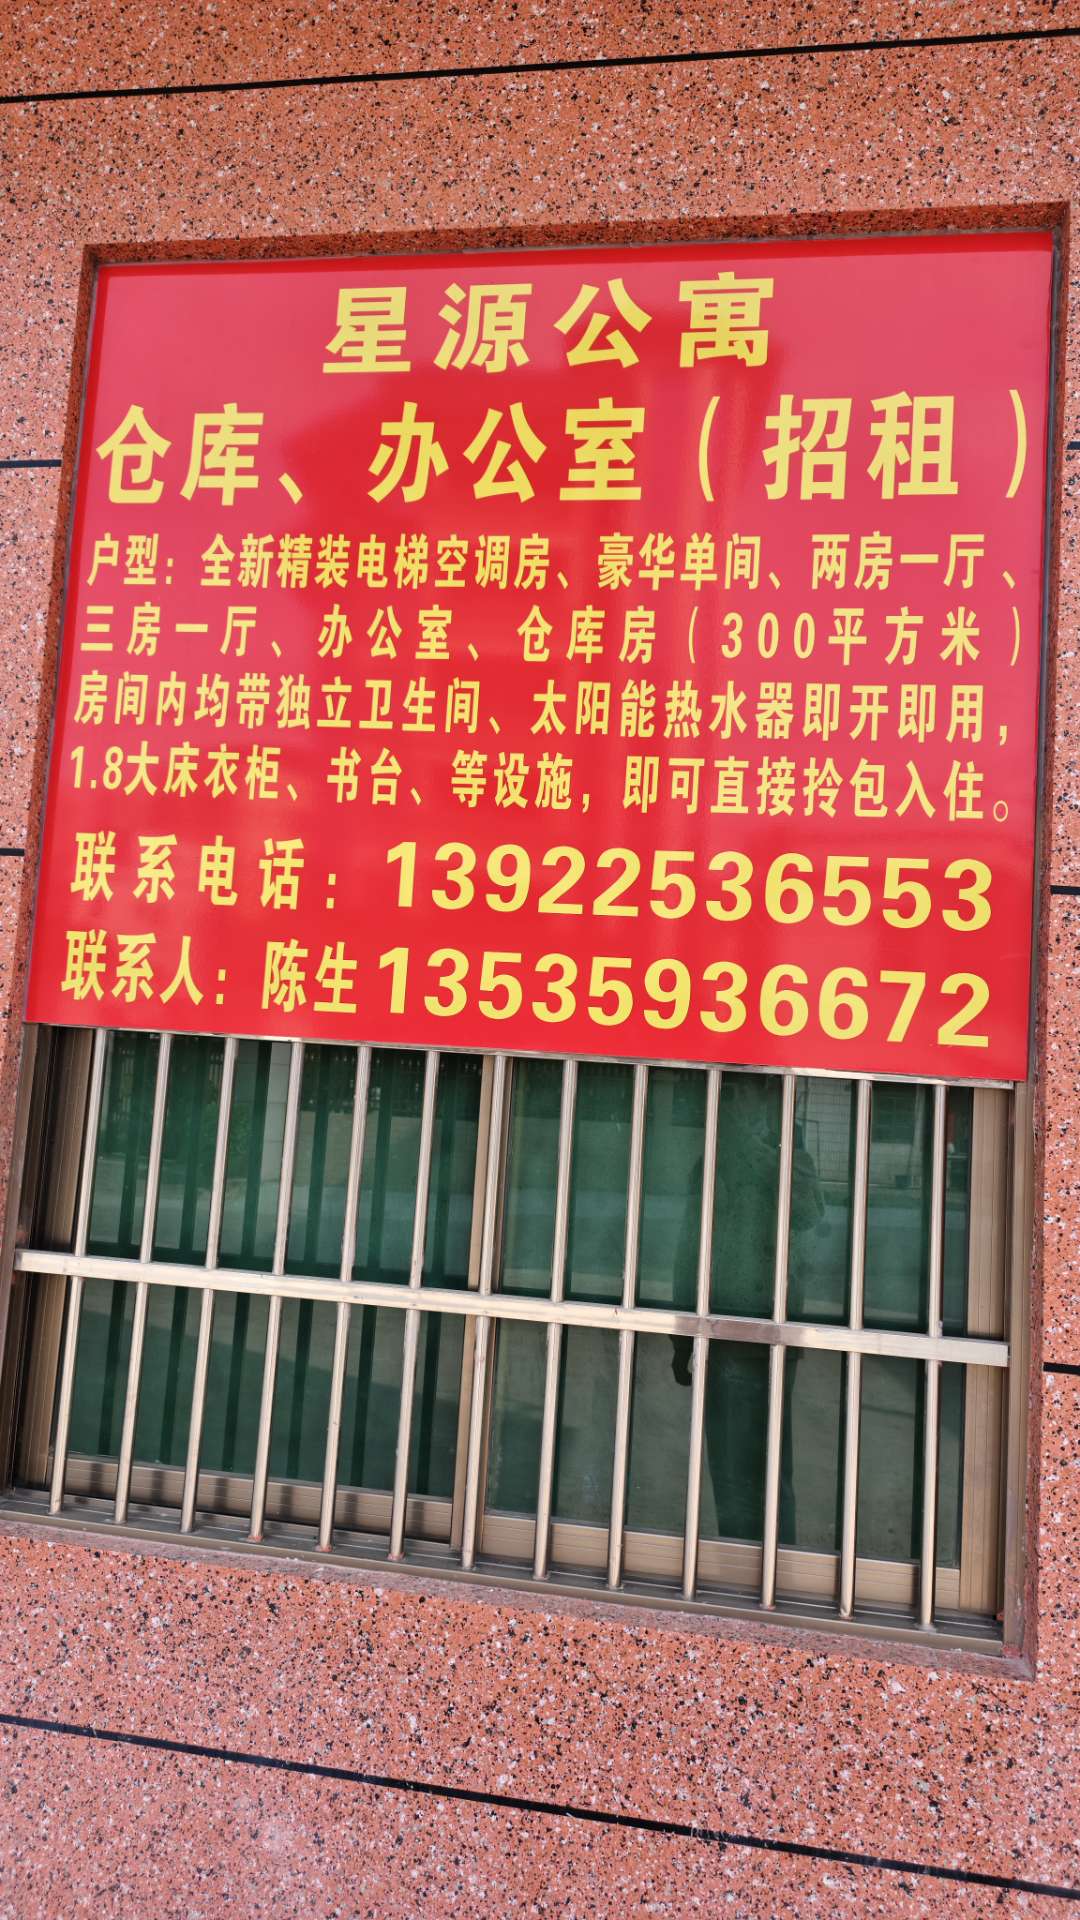 星源公寓
仓库、办公室（招租）
户型：全新精装电梯空调房、豪华单间、两房一厅、
三房一厅、办公室、仓库房（300平方米）
房间内均带独立卫生间、太阳能热水器即开即用，
1.8大床衣柜、书台、等设施，即可直接拎包入住。
联系电话：13922536553
联系人：陈生13535936672